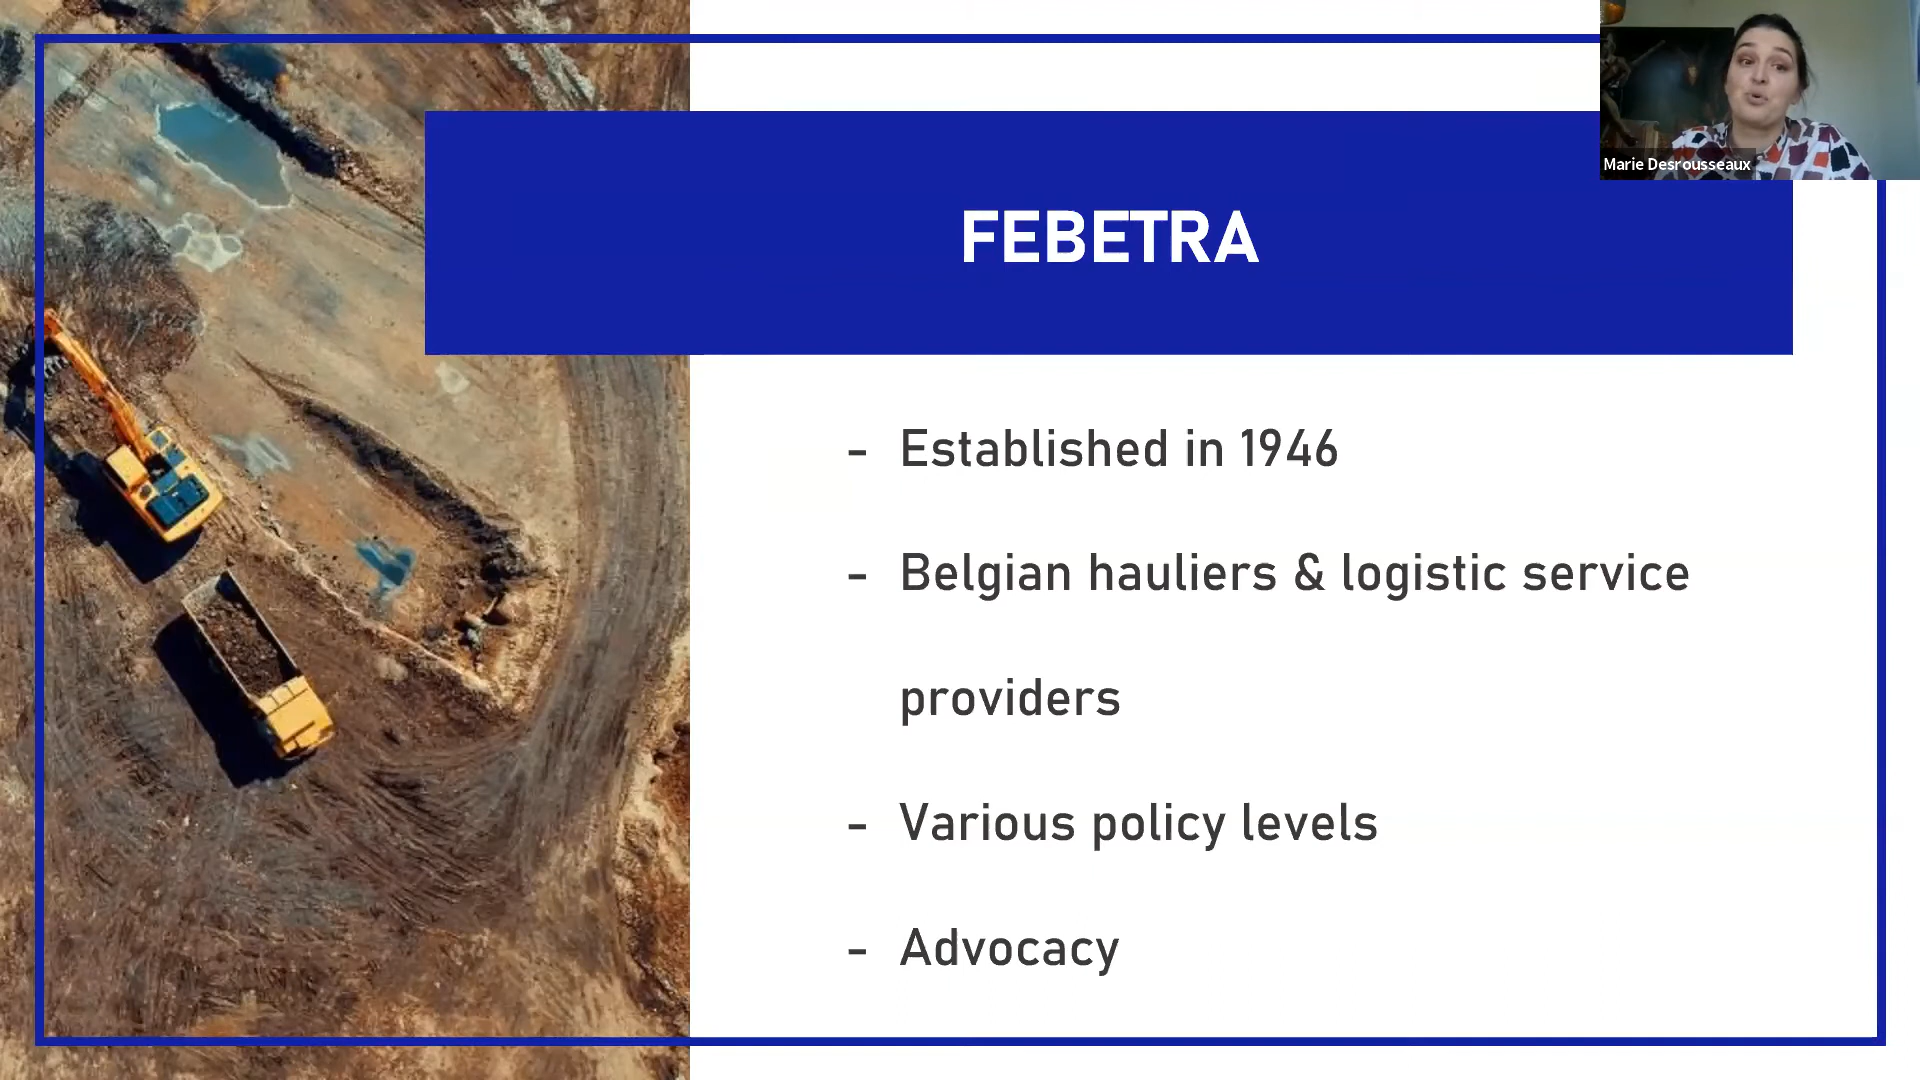 Marie Desrousseaux
FEBETRA
- Established in 1946
- Belgian hauliers & logistic service
providers
- Various policy levels
- Advocacy